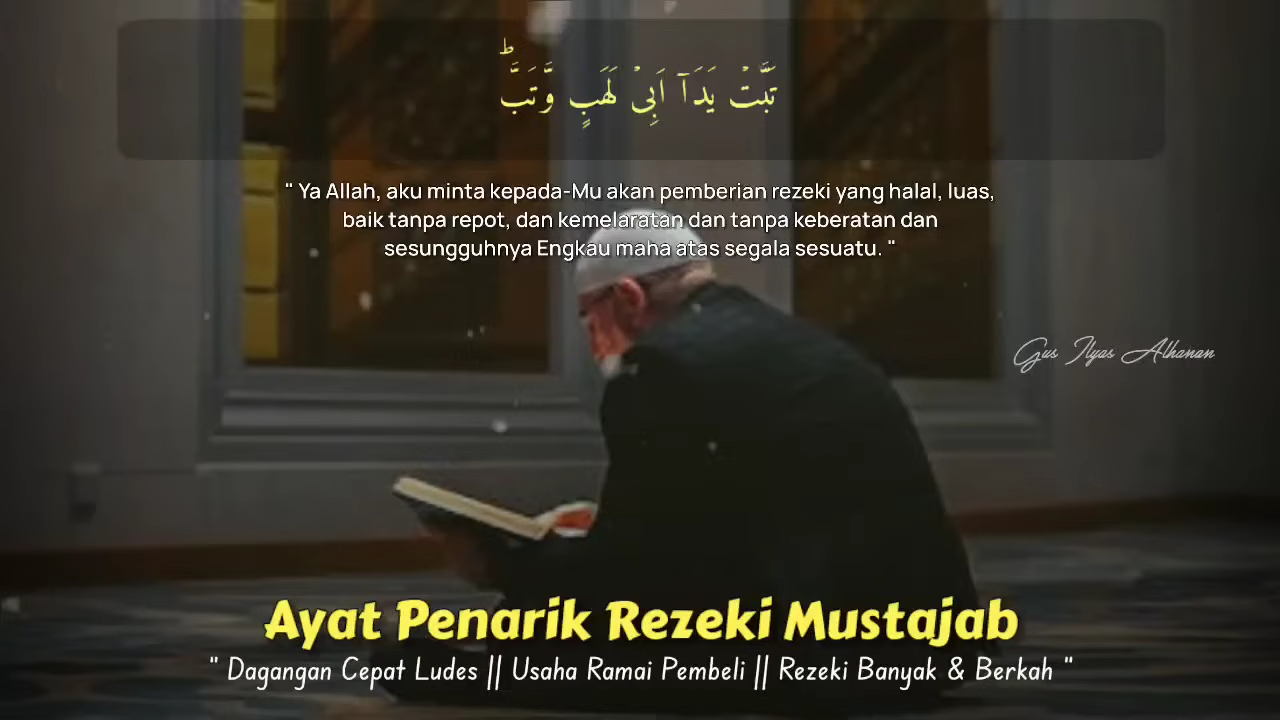 تَبَّتْ يَدَآ اَبِيْ لَهَبٍ وَّتَبَّۗ
" Ya Allah, aku minta kepada-Mu akan pemberian rezeki yang halal, luas,
baik tanpa repot, dan kemelaratan dan tanpa keberatan dan
sesungguhnya Engkau maha atas segala sesuatu. "
Gus Ilyas Alhanan
Ayat Penarik Rezeki Mustajab
" Dagangan Cepat Ludes || Usaha Ramai Pembeli || Rezeki Banyak & Berkah "